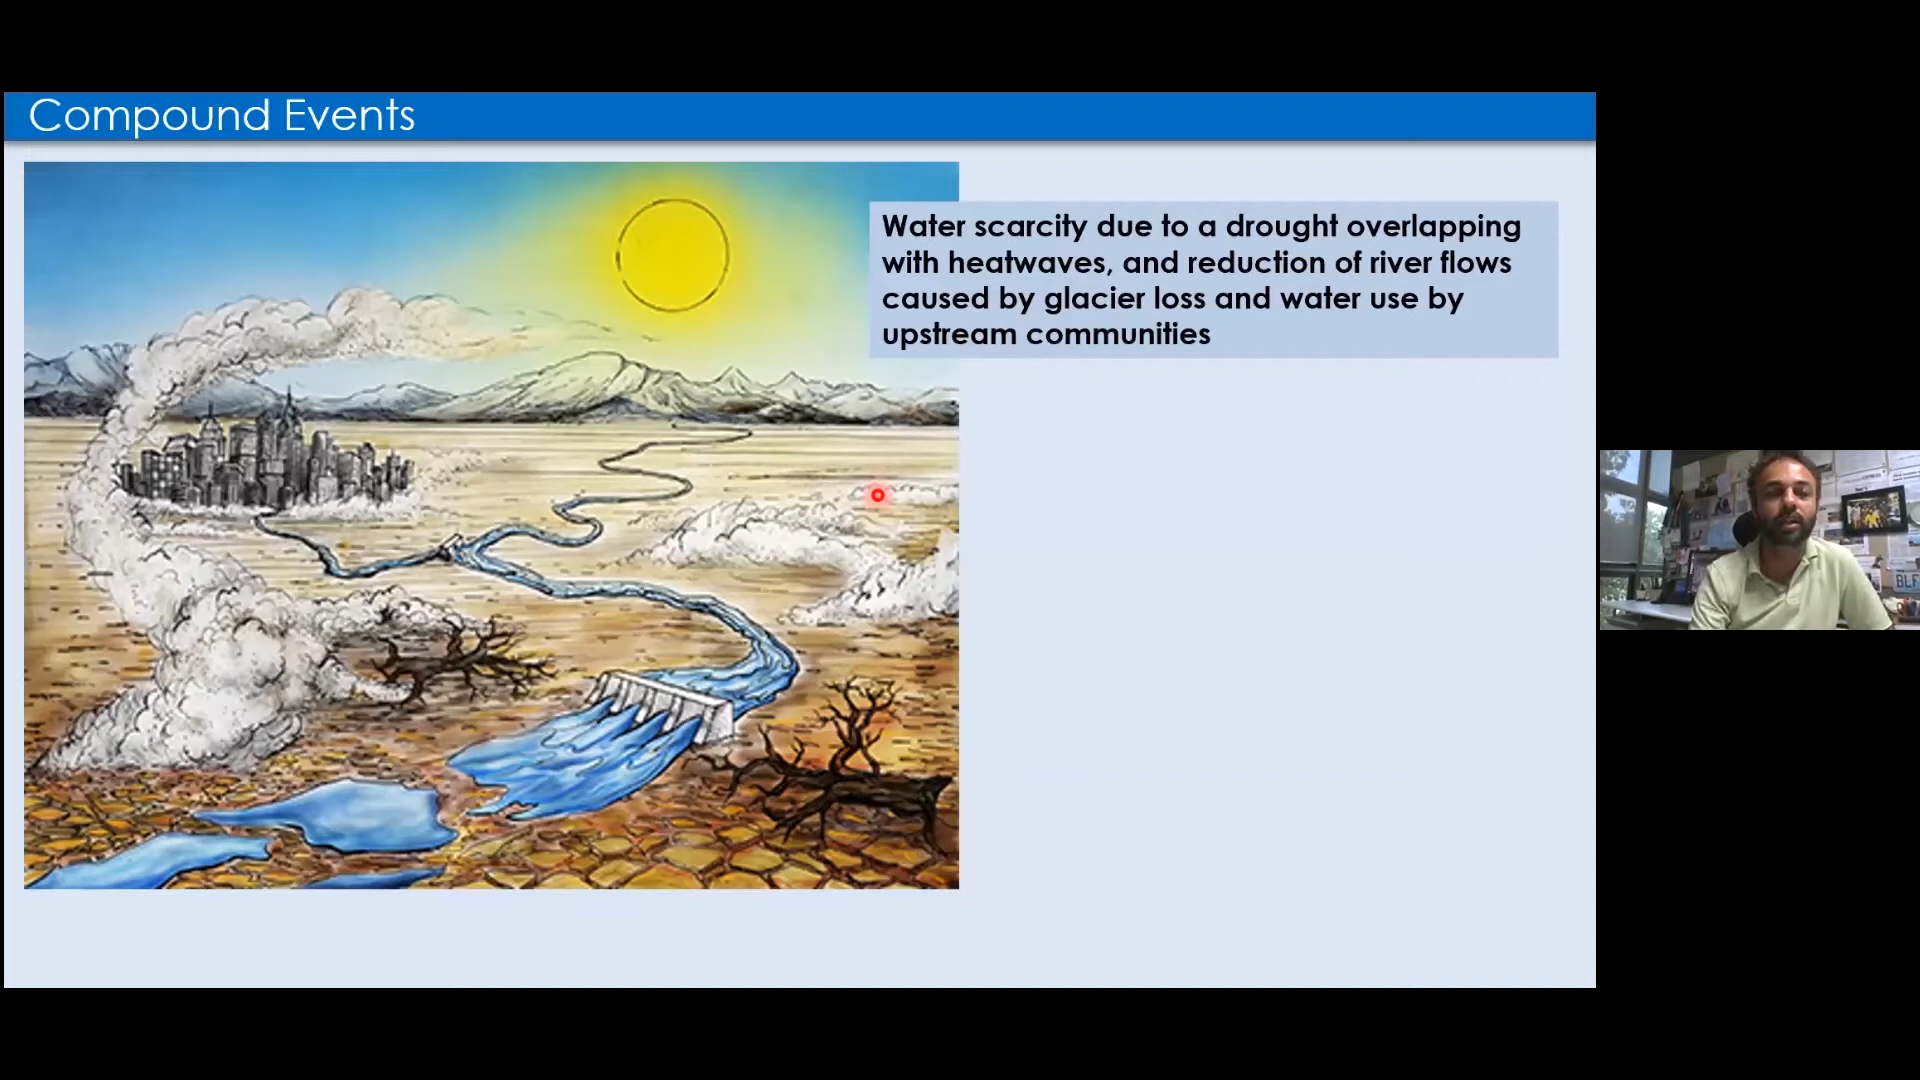 Compound Events
Water scarcity due to a drought overlapping
with heatwaves, and reduction of river flows
caused by glacier loss and water use by
upstream communities